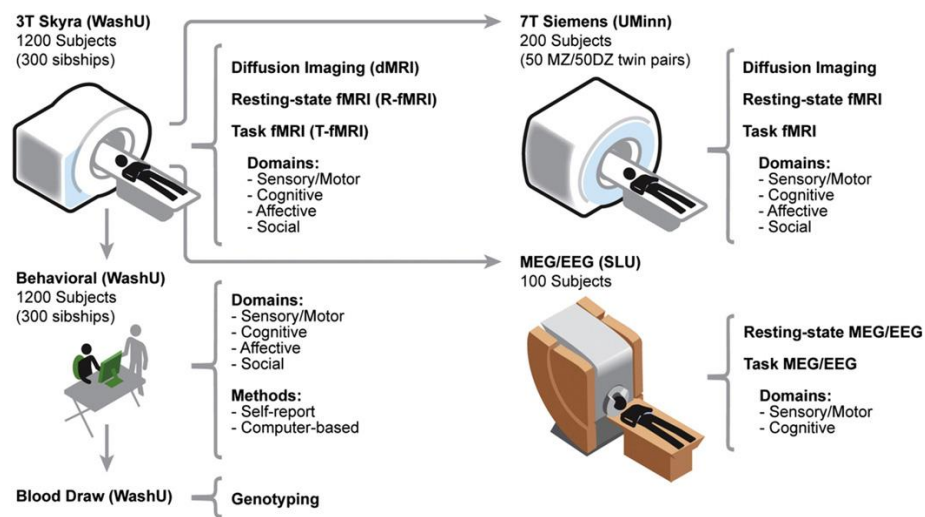 3T Skyra (WashU)
1200 Subjects
(300 sibships)
Diffusion Imaging (dMRI)
Resting-state fMRI (R-fMRI)
Task fMRI (T-fMRI)
Domains:
- Sensory/Motor
- Cognitive
- Affective
- Social
7T Siemens (UMinn)
200 Subjects
(50 MZ/50DZ twin pairs)
Diffusion Imaging
Resting-state fMRI
Task fMRI
Domains:
- Sensory/Motor
- Cognitive
- Affective
- Social
Behavioral (WashU)
1200 Subjects
(300 sibships)
Domains:
- Sensory/Motor
- Cognitive
- Affective
- Social
Methods:
- Self-report
- Computer-based
MEG/EEG (SLU)
100 Subjects
Resting-state MEG/EEG
Task MEG/EEG
Domains:
- Sensory/Motor
- Cognitive
Blood Draw (WashU)
Genotyping